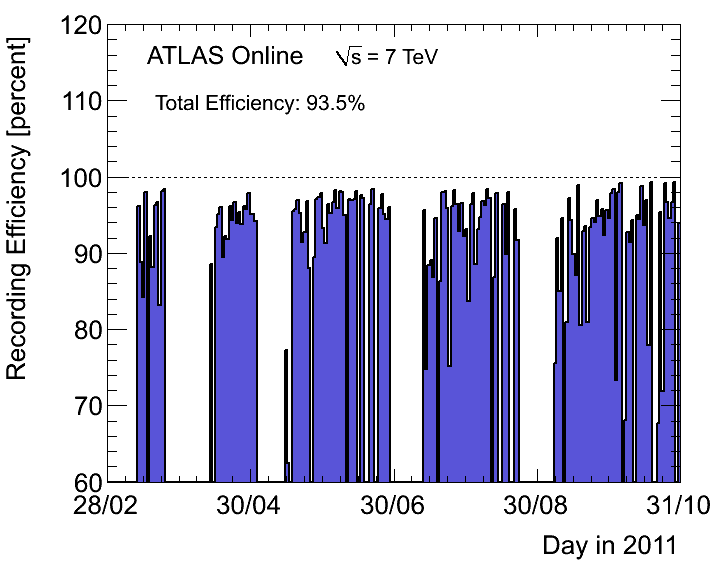 120
110
100
90
80
70
60
Recording Efficiency [percent]
ATLAS Online √s = 7 TeV
Total Efficiency: 93.5%
28/02 30/04 30/06 30/08 31/10
Day in 2011